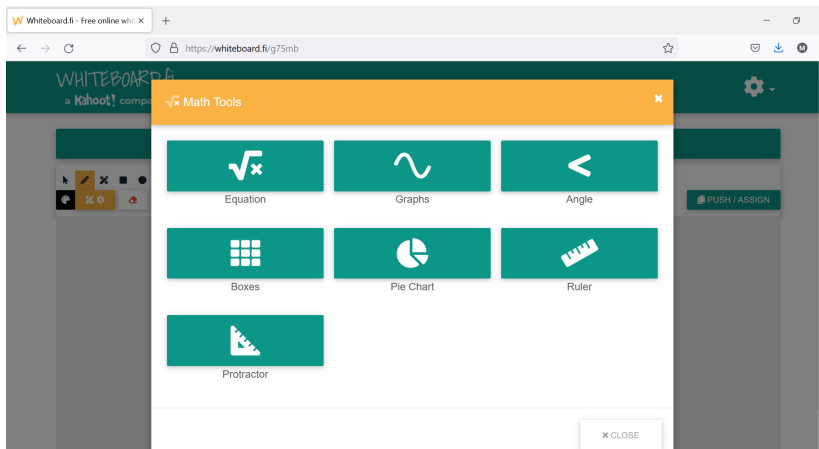 Whiteboard.fi - Free online whit
https://whiteboard.fi/g75mb
M
WHITEBOARD.fi
a Kahoot! compa
√x Math Tools
Equation
Graphs
Angle
PUSH / ASSIGN
Boxes
Pie Chart
Ruler
Protractor
CLOSE